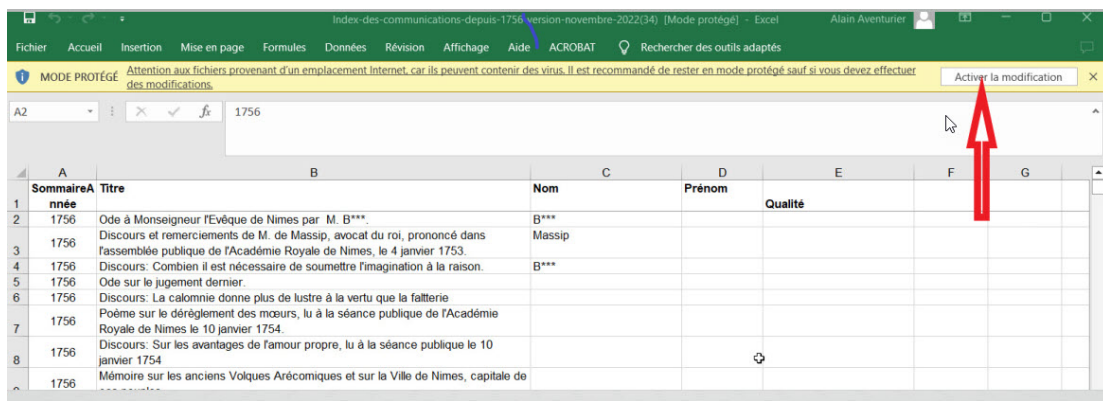 Index-des-communications-depuis-1756-version-novembre-2022(34) [Mode protégé] - Excel Alain Aventurier
Fichier Accueil Insertion Mise en page Formules Données Révision Affichage Aide ACROBAT Rechercher des outils adaptés
MODE PROTÉGÉ Attention aux fichiers provenant d'un emplacement Internet, car ils peuvent contenir des virus. Il est recommandé de rester en mode protégé sauf si vous devez effectuer
des modifications. Activer la modification
A2 fx 1756
A B C D E F G
SommaireA Titre Nom Prénom
1 nnée Qualité
2 1756 Ode à Monseigneur l'Evêque de Nimes par M. B***. B***
1756 Discours et remerciements de M. de Massip, avocat du roi, prononcé dans Massip
3 l'assemblée publique de l'Académie Royale de Nimes, le 4 janvier 1753.
4 1756 Discours: Combien il est nécessaire de soumettre l'imagination à la raison. B***
5 1756 Ode sur le jugement dernier.
6 1756 Discours: La calomnie donne plus de lustre à la vertu que la faltterie
1756 Poême sur le dérèglement des mœurs, lu à la séance publique de l'Académie
7 Royale de Nimes le 10 janvier 1754.
1756 Discours: Sur les avantages de l'amour propre, lu à la séance publique le 10
8 janvier 1754
1756 Mémoire sur les anciens Volques Arécomiques et sur la Ville de Nimes, capitale de